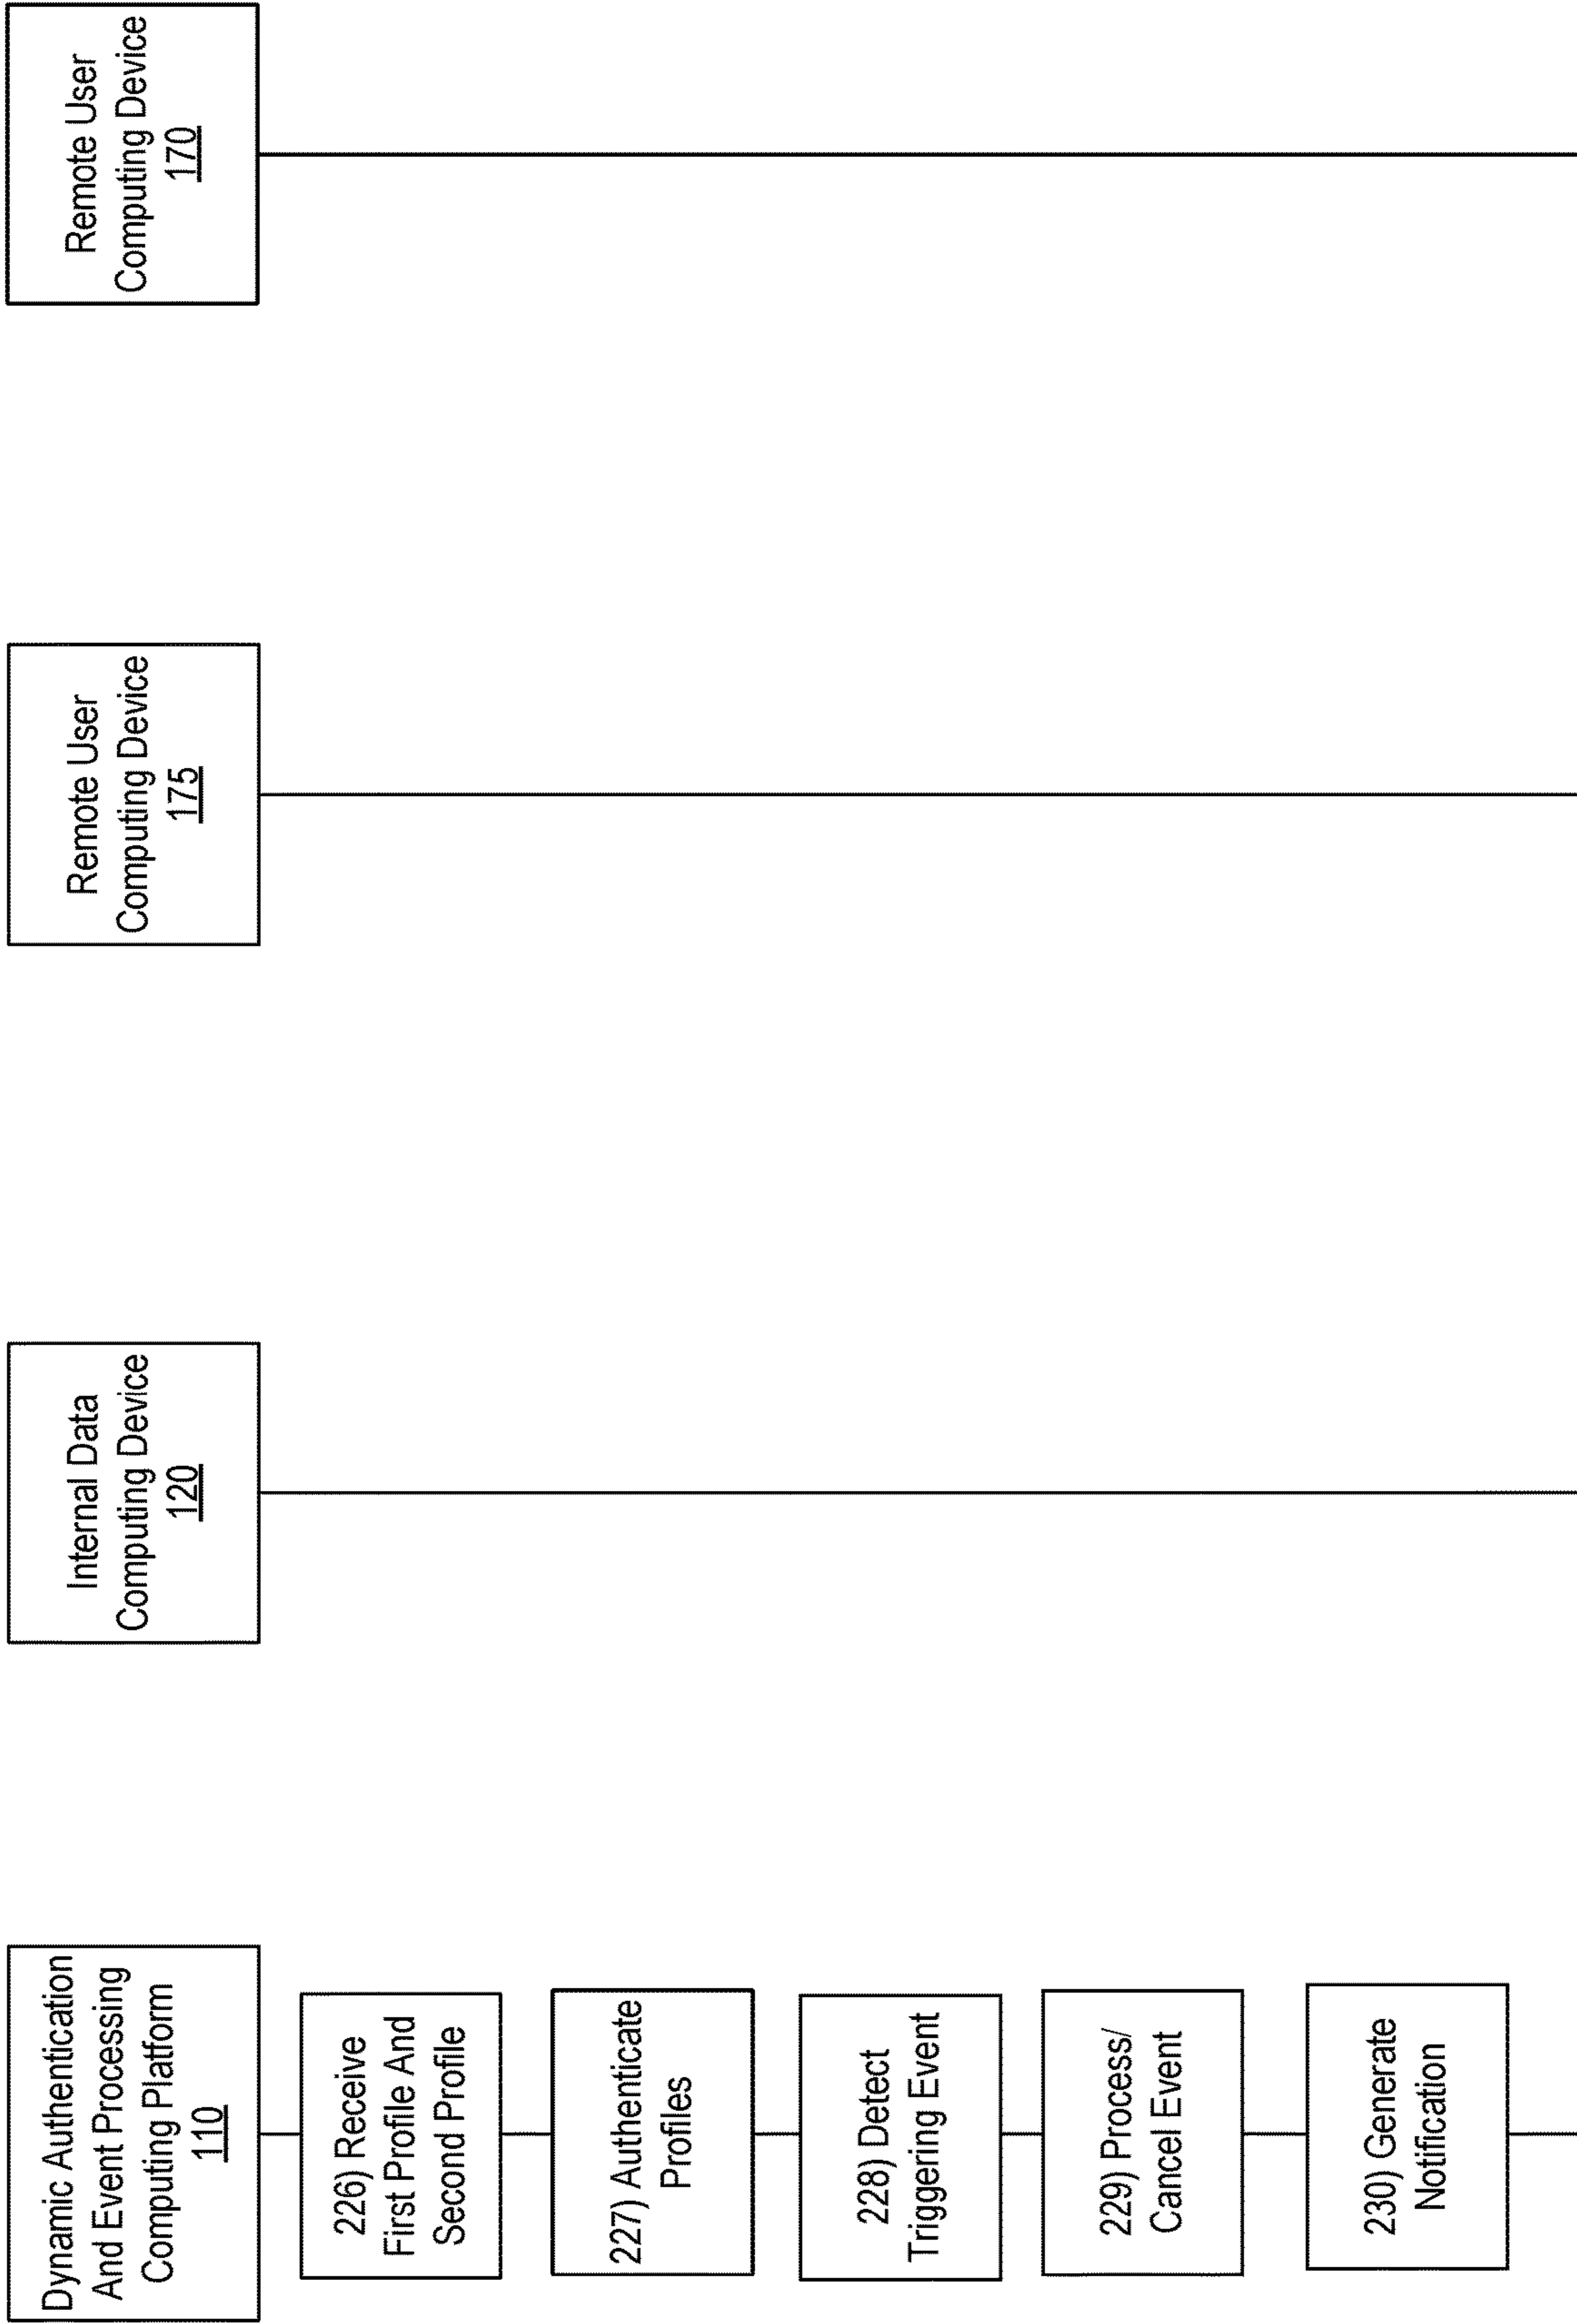 Dynamic Authentication
And Event Processing
Computing Platform
110
Internal Data
Computing Device
120
Remote User
Computing Device
175
Remote User
Computing Device
170
226) Receive
First Profile And
Second Profile
227) Authenticate
Profiles
228) Detect
Triggering Event
229) Process/
Cancel Event
230) Generate
Notification